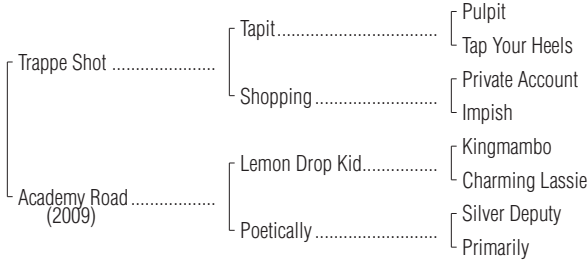 Pulpit
Tapit
Tap Your Heels
Trappe Shot
Private Account
Shopping
Impish
Kingmambo
Lemon Drop Kid
Charming Lassie
Academy Road
(2009)
Silver Deputy
Poetically
Primarily